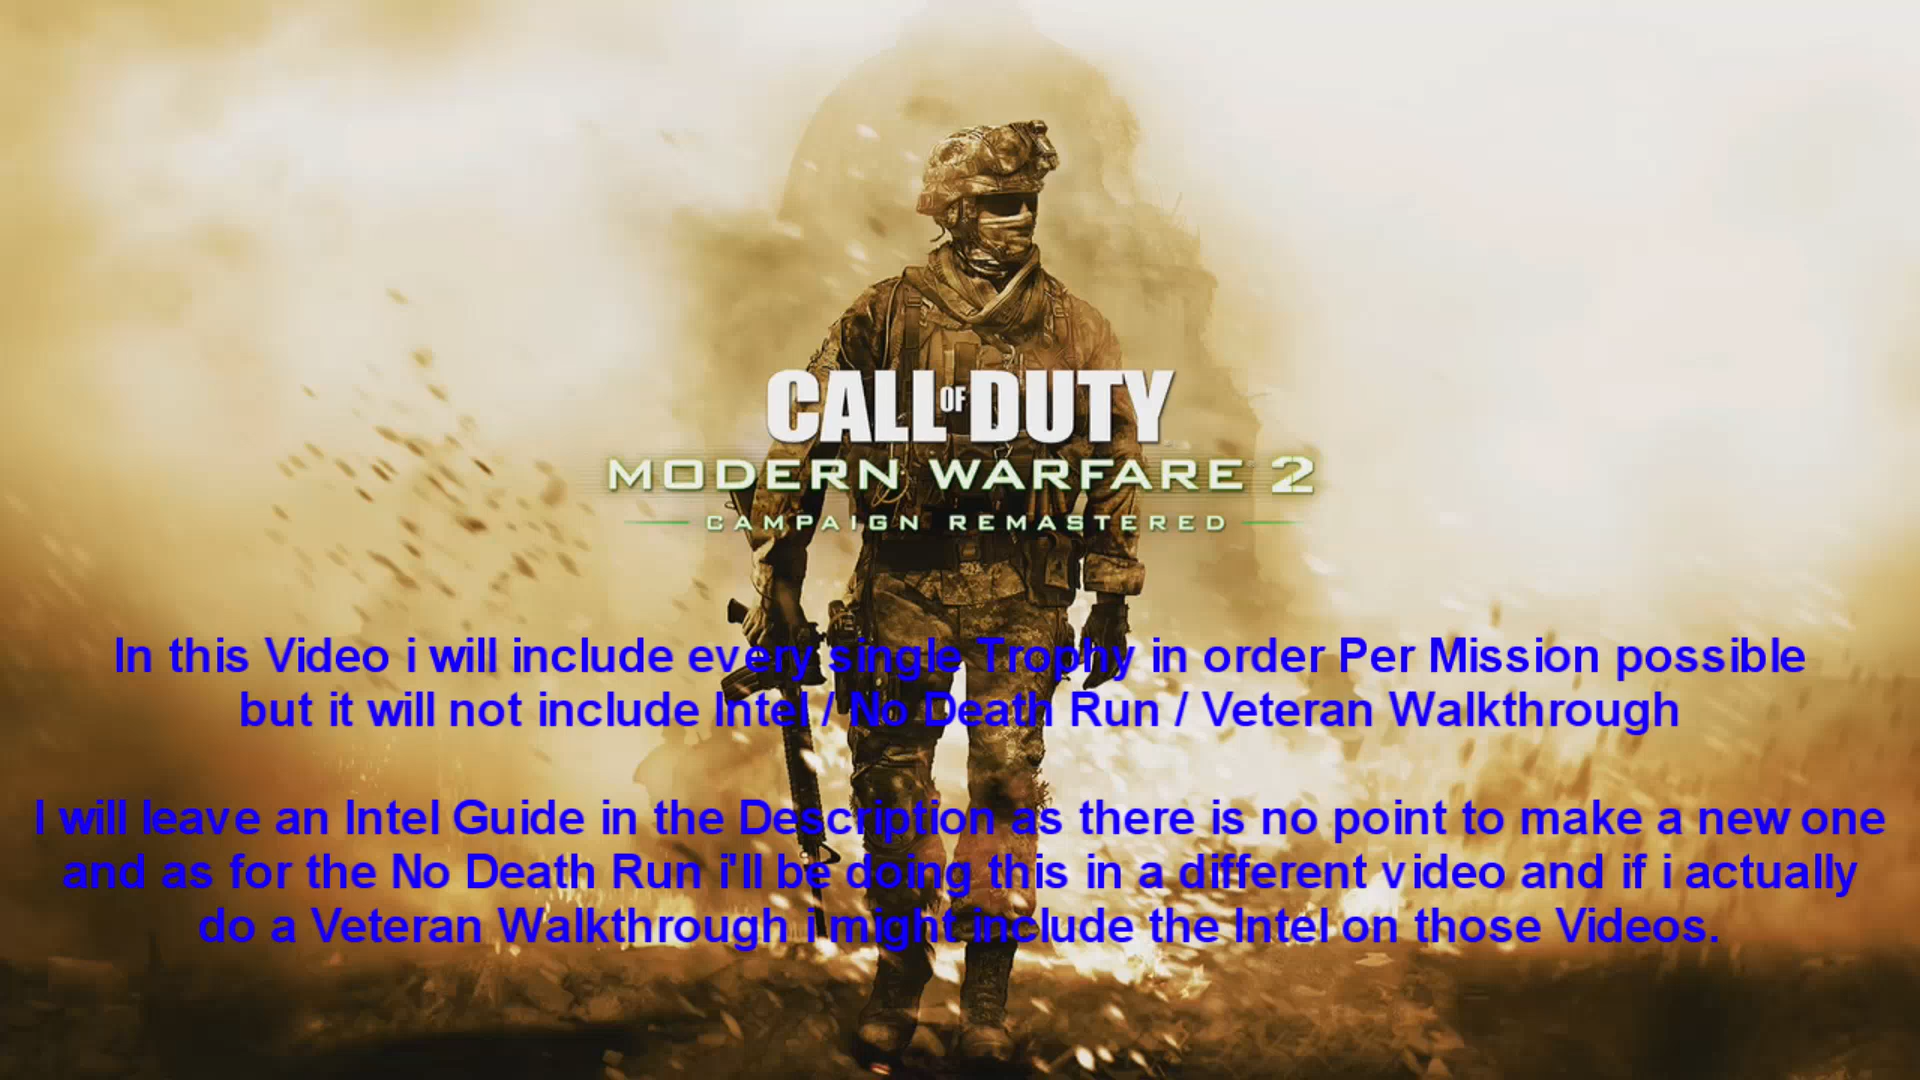 CALL OF DUTY
MODERN WARFARE 2
CAMPAIGN REMASTERED
In this Video i will include every single Trophy in order Per Mission possible
but it will not include Intel / No Death Run / Veteran Walkthrough
I will leave an Intel Guide in the Description as there is no point to make a new one
and as for the No Death Run i'll be doing this in a different video and if i actually
do a Veteran Walkthrough i might include the Intel on those Videos.